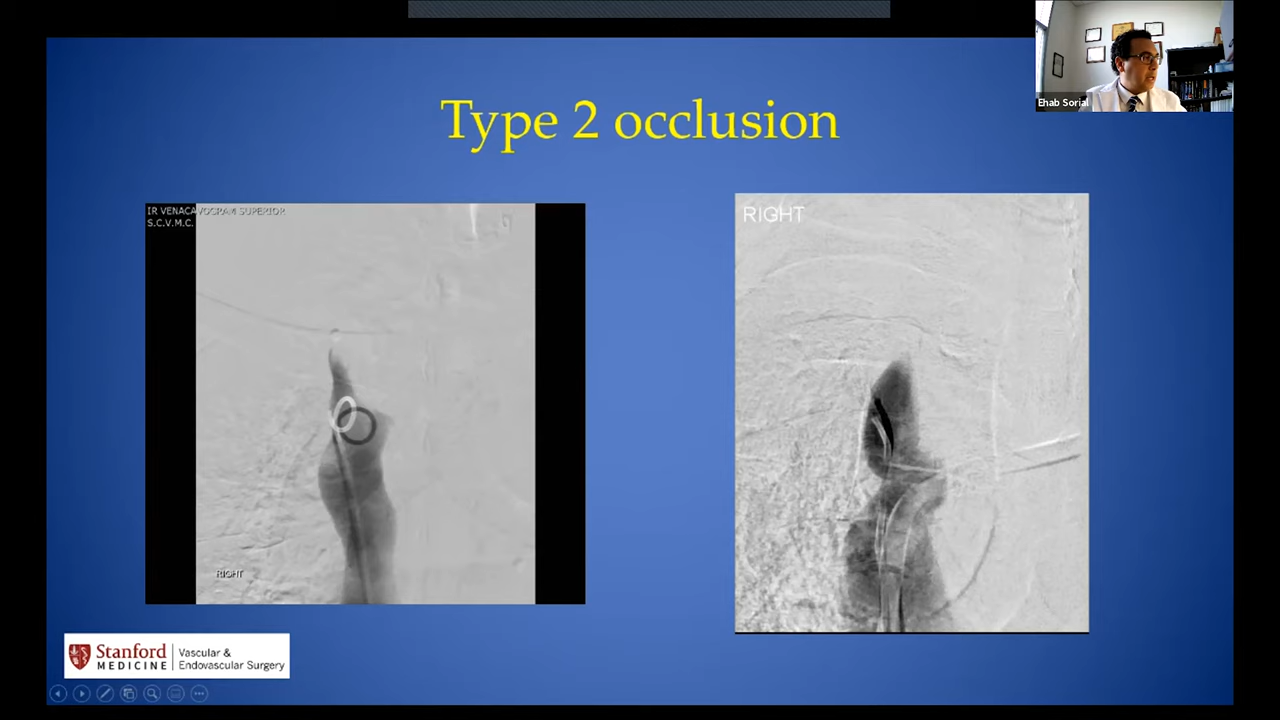 Ehab Sorial
Type 2 occlusion
IR VENACAVOGRAM SUPERIOR
S.C.V.M.C.
RIGHT
RIGHT
Stanford
MEDICINE
Vascular &
Endovascular Surgery